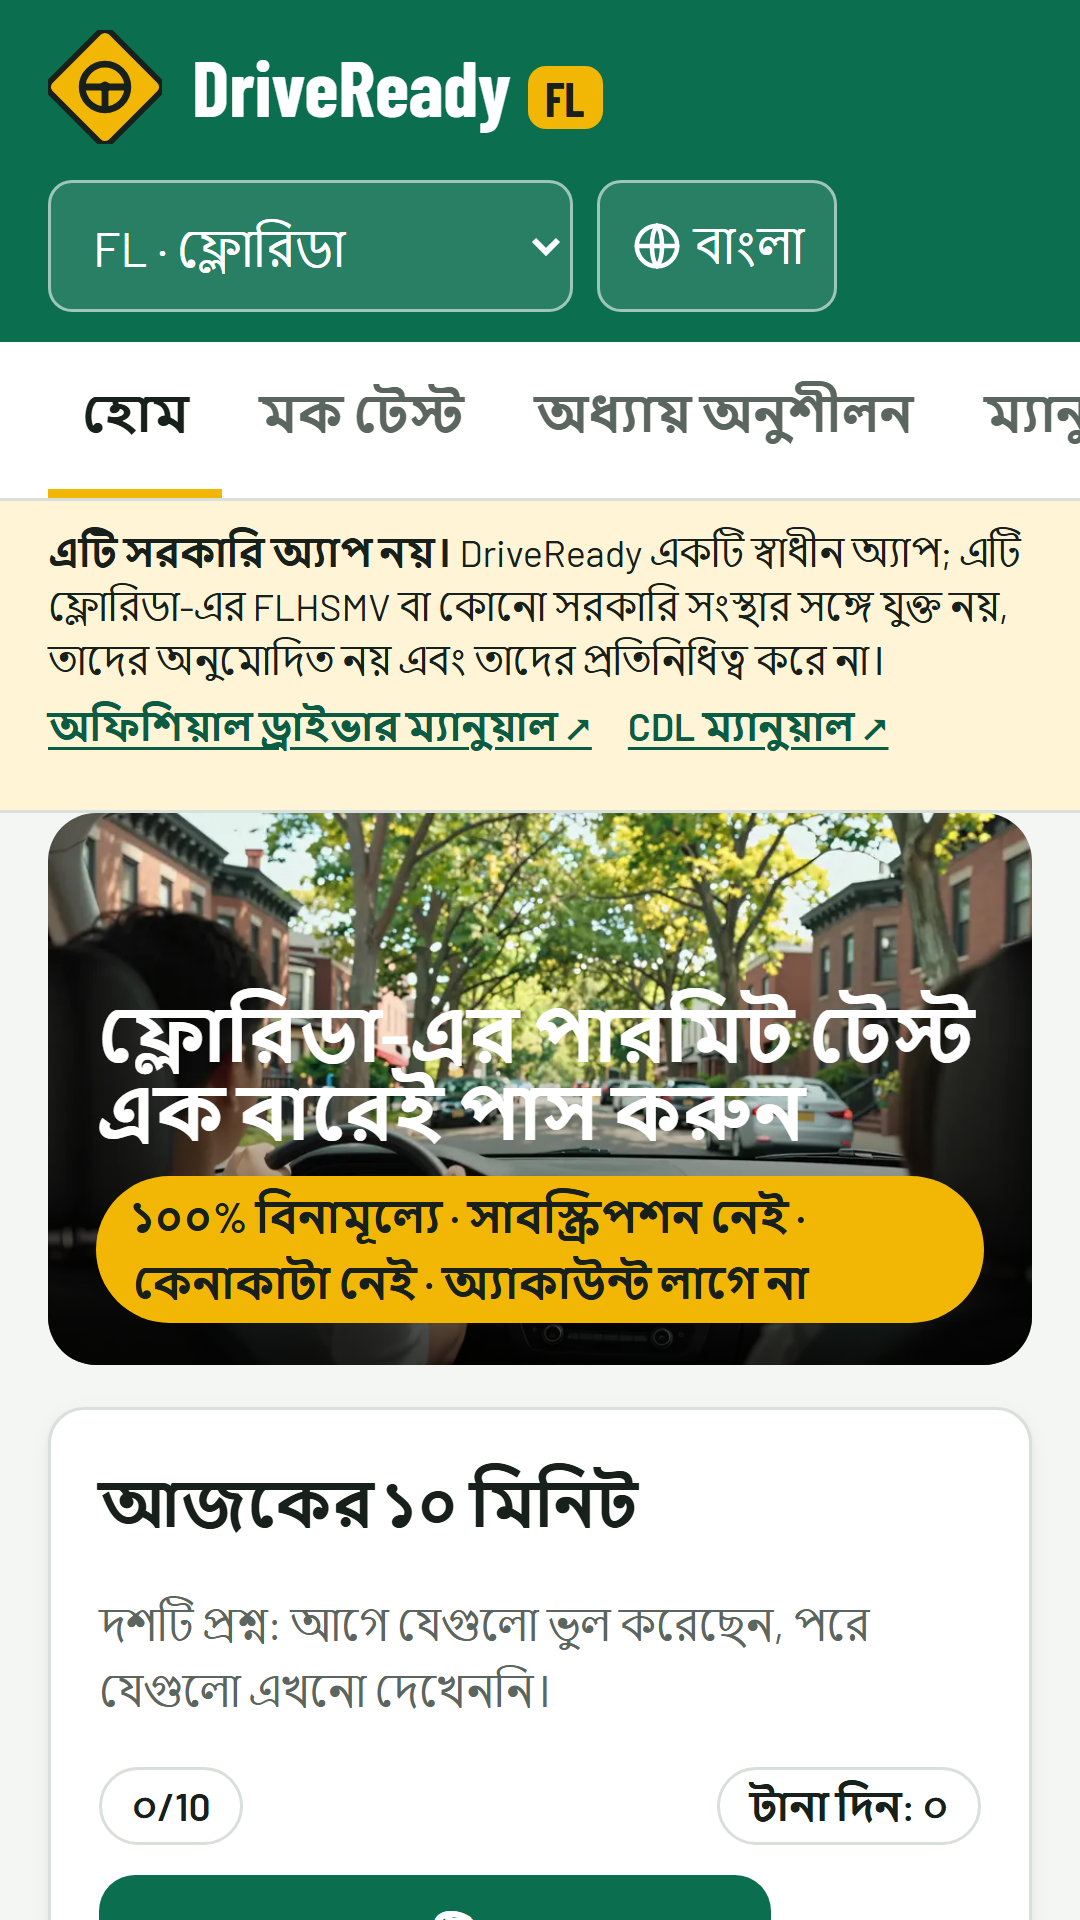 DriveReady FL
FL · ফ্লোরিডা
বাংলা
হোম মক টেস্ট অধ্যায় অনুশীলন
এটি সরকারি অ্যাপ নয়। DriveReady একটি স্বাধীন অ্যাপ; এটি
ফ্লোরিডা-এর FLHSMV বা কোনো সরকারি সংস্থার সঙ্গে যুক্ত নয়,
তাদের অনুমোদিত নয় এবং তাদের প্রতিনিধিত্ব করে না।
অফিশিয়াল ড্রাইভার ম্যানুয়াল ↗ CDL ম্যানুয়াল ↗
ফ্লোরিডা-এর পারমিট টেস্ট
এক বারেই পাস করুন
১০০% বিনামূল্যে · সাবস্ক্রিপশন নেই ·
কেনাকাটা নেই · অ্যাকাউন্ট লাগে না
আজকের ১০ মিনিট
দশটি প্রশ্ন: আগে যেগুলো ভুল করেছেন, পরে
যেগুলো এখনো দেখেননি।
০/10
টানা দিন: ০